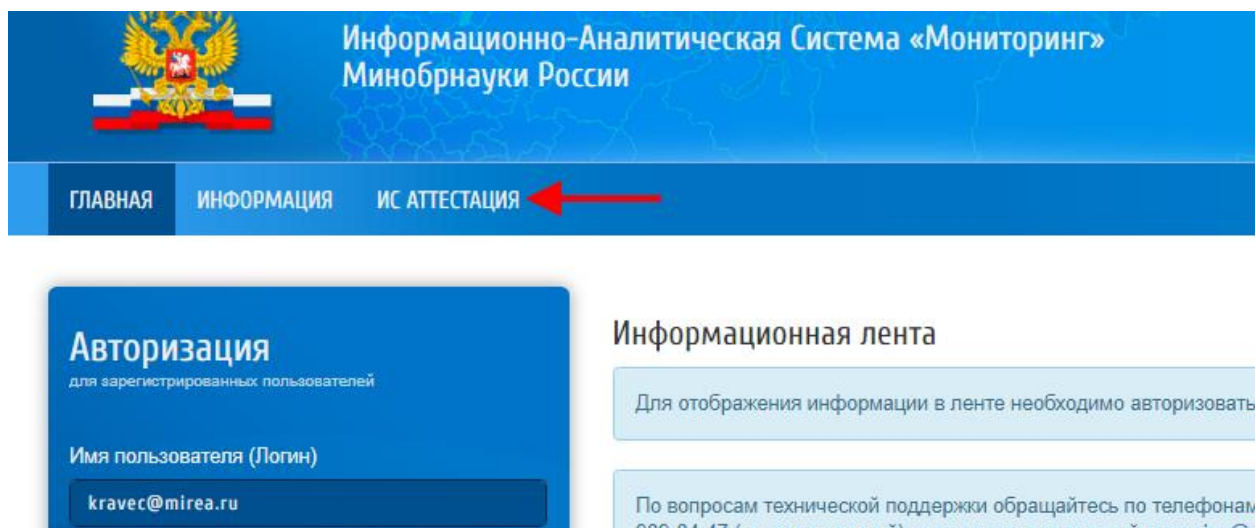 Информационно-Аналитическая Система «Мониторинг»
Минобрнауки России
ГЛАВНАЯ ИНФОРМАЦИЯ ИС АТТЕСТАЦИЯ
Авторизация
для зарегистрированных пользователей
Имя пользователя (Логин)
kravec@mirea.ru
Информационная лента
Для отображения информации в ленте необходимо авторизовать
По вопросам технической поддержки обращайтесь по телефонам